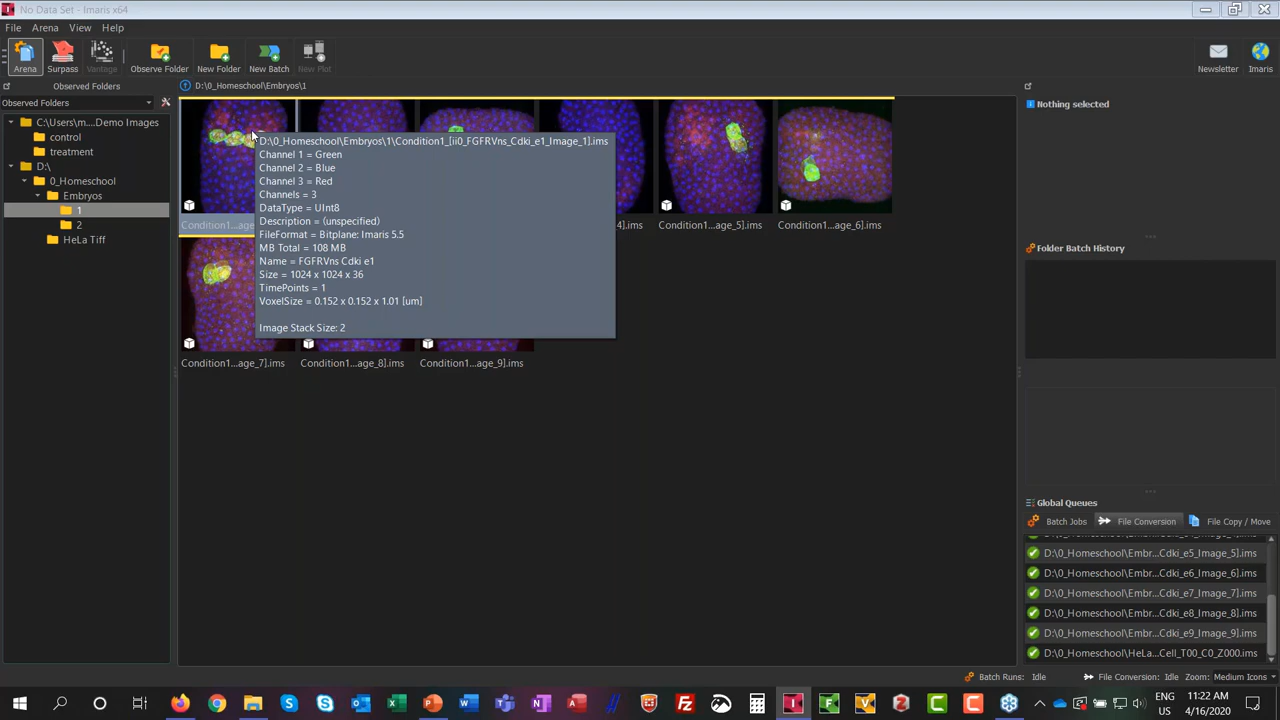 No Data Set - Imaris x64
File Arena View Help
Arena Surpass Vantage Observe Folder New Folder New Batch New Plot Newsletter Imaris
Observed Folders
Observed Folders
C:\Users\m....Demo Images
control
treatment
D:\
0_Homeschool
Embryos
1
2
HeLa Tiff
D:\0_Homeschool\Embryos\1
D:\0_Homeschool\Embryos\1\Condition1_[ii0_FGFRVns_Cdki_e1_Image_1].ims
Channel 1 = Green
Channel 2 = Blue
Channel 3 = Red
Channels = 3
DataType = UInt8
Description = (unspecified)
FileFormat = Bitplane: Imaris 5.5
MB Total = 108 MB
Name = FGFRVns Cdki e1
Size = 1024 x 1024 x 36
TimePoints = 1
VoxelSize = 0.152 x 0.152 x 1.01 [um]
Image Stack Size: 2
Condition1...age_ 4].ims Condition1...age_5].ims Condition1...age_6].ims
Condition1...age_7].ims Condition1...age_8].ims Condition1...age_9].ims
Nothing selected
Folder Batch History
Global Queues
Batch Jobs File Conversion File Copy / Move
D:\0_Homeschool\Embr...Cdki_e5_Image_5].ims
D:\0_Homeschool\Embr...Cdki_e6_Image_6].ims
D:\0_Homeschool\Embr...Cdki_e7_Image_7].ims
D:\0_Homeschool\Embr...Cdki_e8_Image_8].ims
D:\0_Homeschool\Embr...Cdki_e9_Image_9].ims
D:\0_Homeschool\HeLa...Cell_T00_C0_Z000.ims
Batch Runs: Idle File Conversion: Idle Zoom: Medium Icons
ENG
US
11:22 AM
4/16/2020